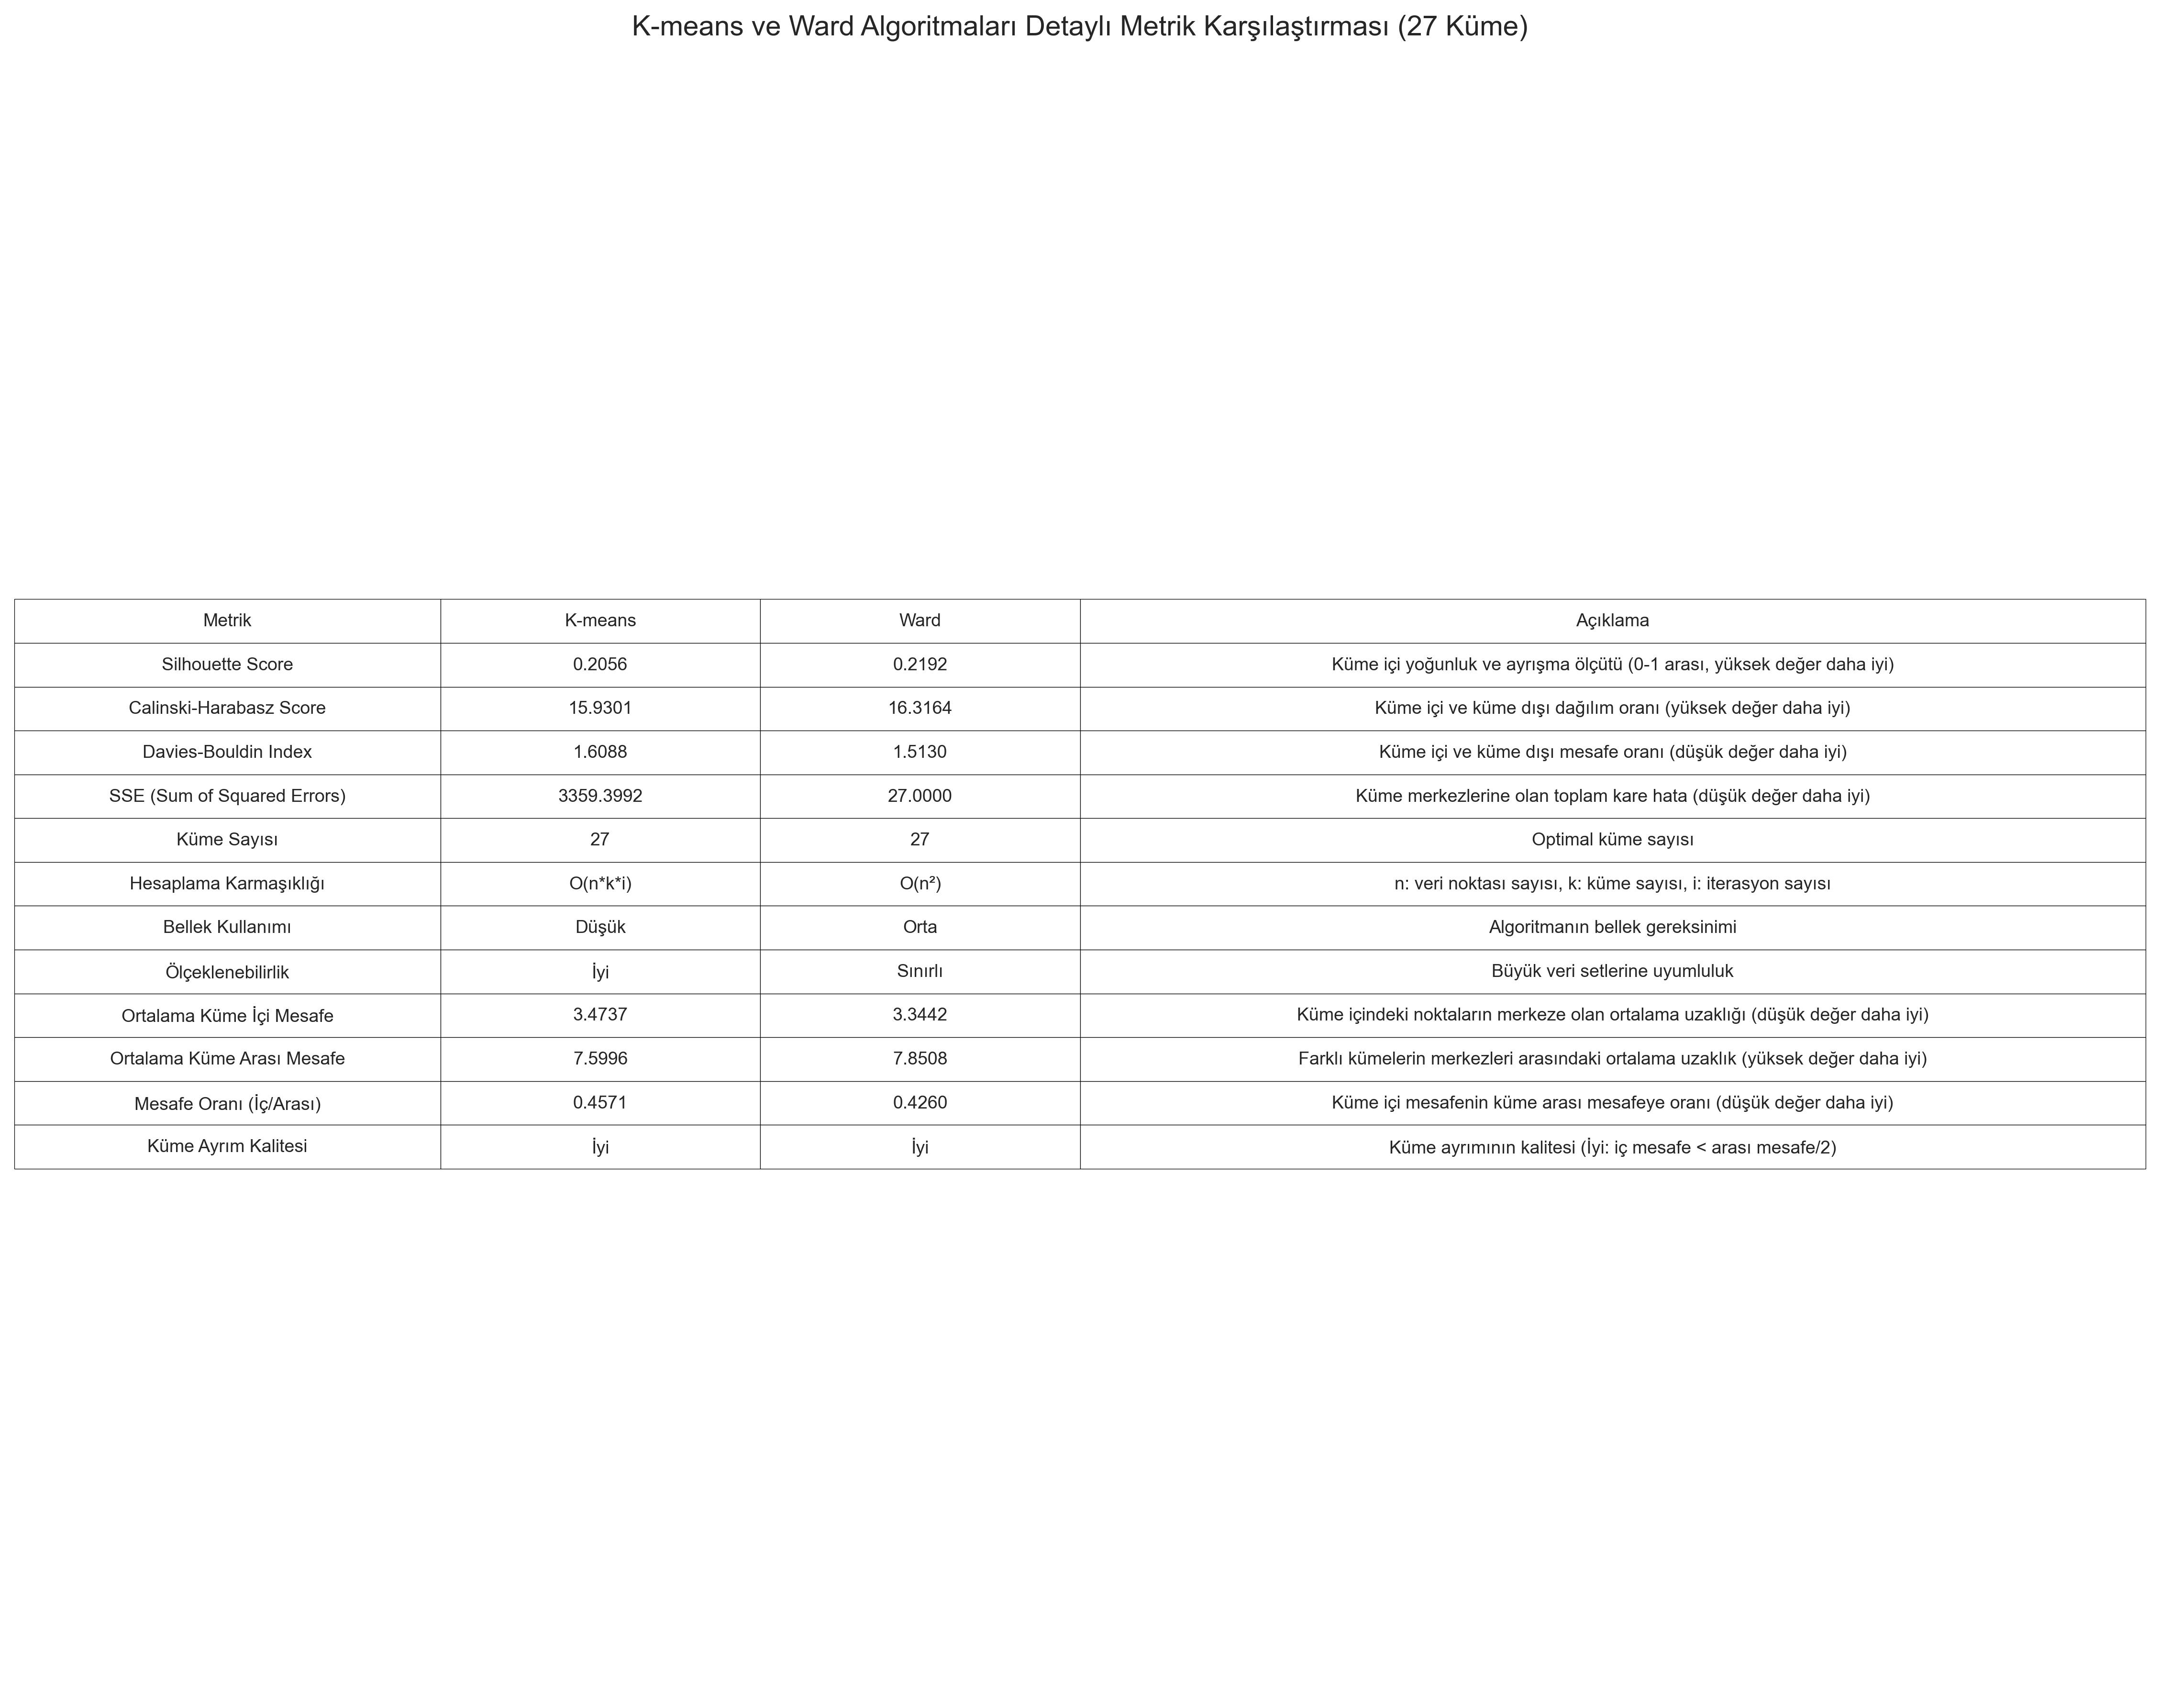 K-means ve Ward Algoritmaları Detaylı Metrik Karşılaştırması (27 Küme)
Metrik K-means Ward Açıklama
Silhouette Score 0.2056 0.2192 Küme içi yoğunluk ve ayrışma ölçütü (0-1 arası, yüksek değer daha iyi)
Calinski-Harabasz Score 15.9301 16.3164 Küme içi ve küme dışı dağılım oranı (yüksek değer daha iyi)
Davies-Bouldin Index 1.6088 1.5130 Küme içi ve küme dışı mesafe oranı (düşük değer daha iyi)
SSE (Sum of Squared Errors) 3359.3992 27.0000 Küme merkezlerine olan toplam kare hata (düşük değer daha iyi)
Küme Sayısı 27 27 Optimal küme sayısı
Hesaplama Karmaşıklığı O(n*k*i) O(n²) n: veri noktası sayısı, k: küme sayısı, i: iterasyon sayısı
Bellek Kullanımı Düşük Orta Algoritmanın bellek gereksinimi
Ölçeklenebilirlik İyi Sınırlı Büyük veri setlerine uyumluluk
Ortalama Küme İçi Mesafe 3.4737 3.3442 Küme içindeki noktaların merkeze olan ortalama uzaklığı (düşük değer daha iyi)
Ortalama Küme Arası Mesafe 7.5996 7.8508 Farklı kümelerin merkezleri arasındaki ortalama uzaklık (yüksek değer daha iyi)
Mesafe Oranı (İç/Arası) 0.4571 0.4260 Küme içi mesafenin küme arası mesafeye oranı (düşük değer daha iyi)
Küme Ayrım Kalitesi İyi İyi Küme ayrımının kalitesi (İyi: iç mesafe < arası mesafe/2)